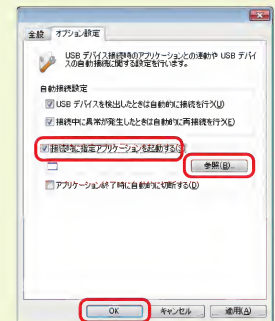 全般 オプション設定
USB デバイス接続時のアプリケーションとの連動や USB デバイ
スの自動接続に関する設定を行います。
自動接続設定
USB デバイスを検出したときは自動的に接続を行う(U)
接続中に異常が発生したときは自動的に再接続を行う(E)
接続時に指定アプリケーションを起動する(S)
参照(B)...
アプリケーション終了時に自動的に切断する(D)
OK キャンセル 適用(A)